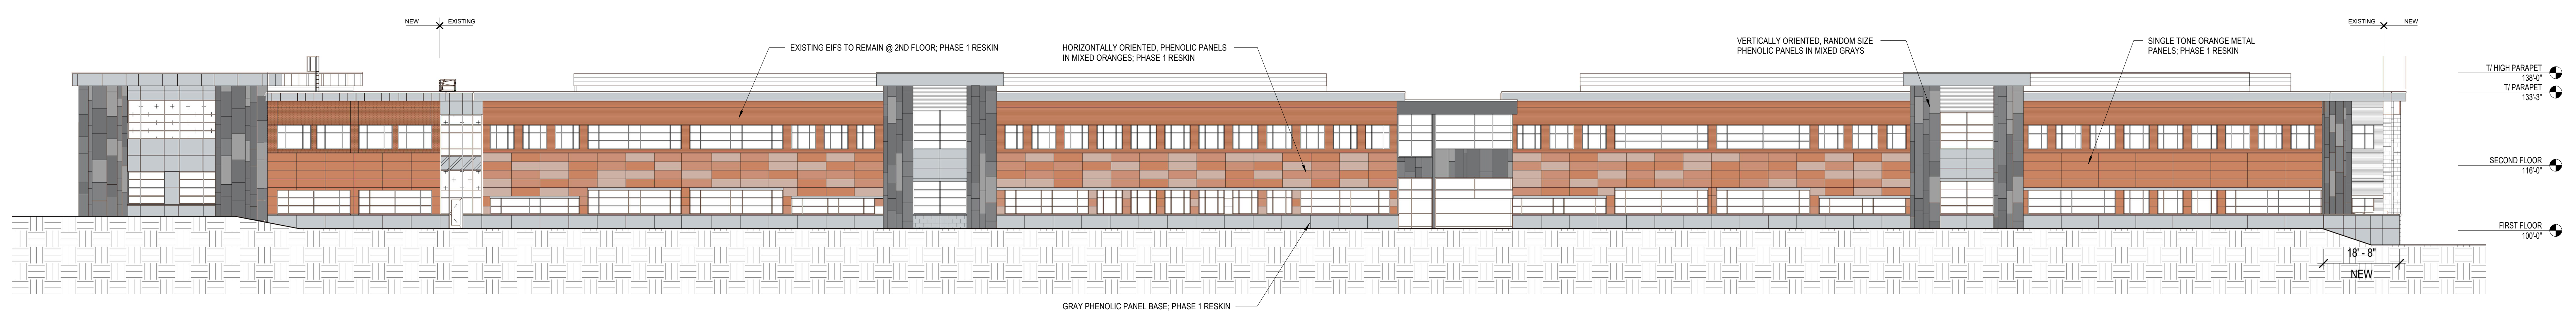 NEW
EXISTING
EXISTING
NEW
EXISTING EIFS TO REMAIN @ 2ND FLOOR; PHASE 1 RESKIN
HORIZONTALLY ORIENTED, PHENOLIC PANELS
IN MIXED ORANGES; PHASE 1 RESKIN
VERTICALLY ORIENTED, RANDOM SIZE
PHENOLIC PANELS IN MIXED GRAYS
SINGLE TONE ORANGE METAL
PANELS; PHASE 1 RESKIN
T/ HIGH PARAPET
138'-0"
T/ PARAPET
133'-3"
SECOND FLOOR
116'-0"
FIRST FLOOR
100'-0"
18' - 8"
NEW
GRAY PHENOLIC PANEL BASE; PHASE 1 RESKIN